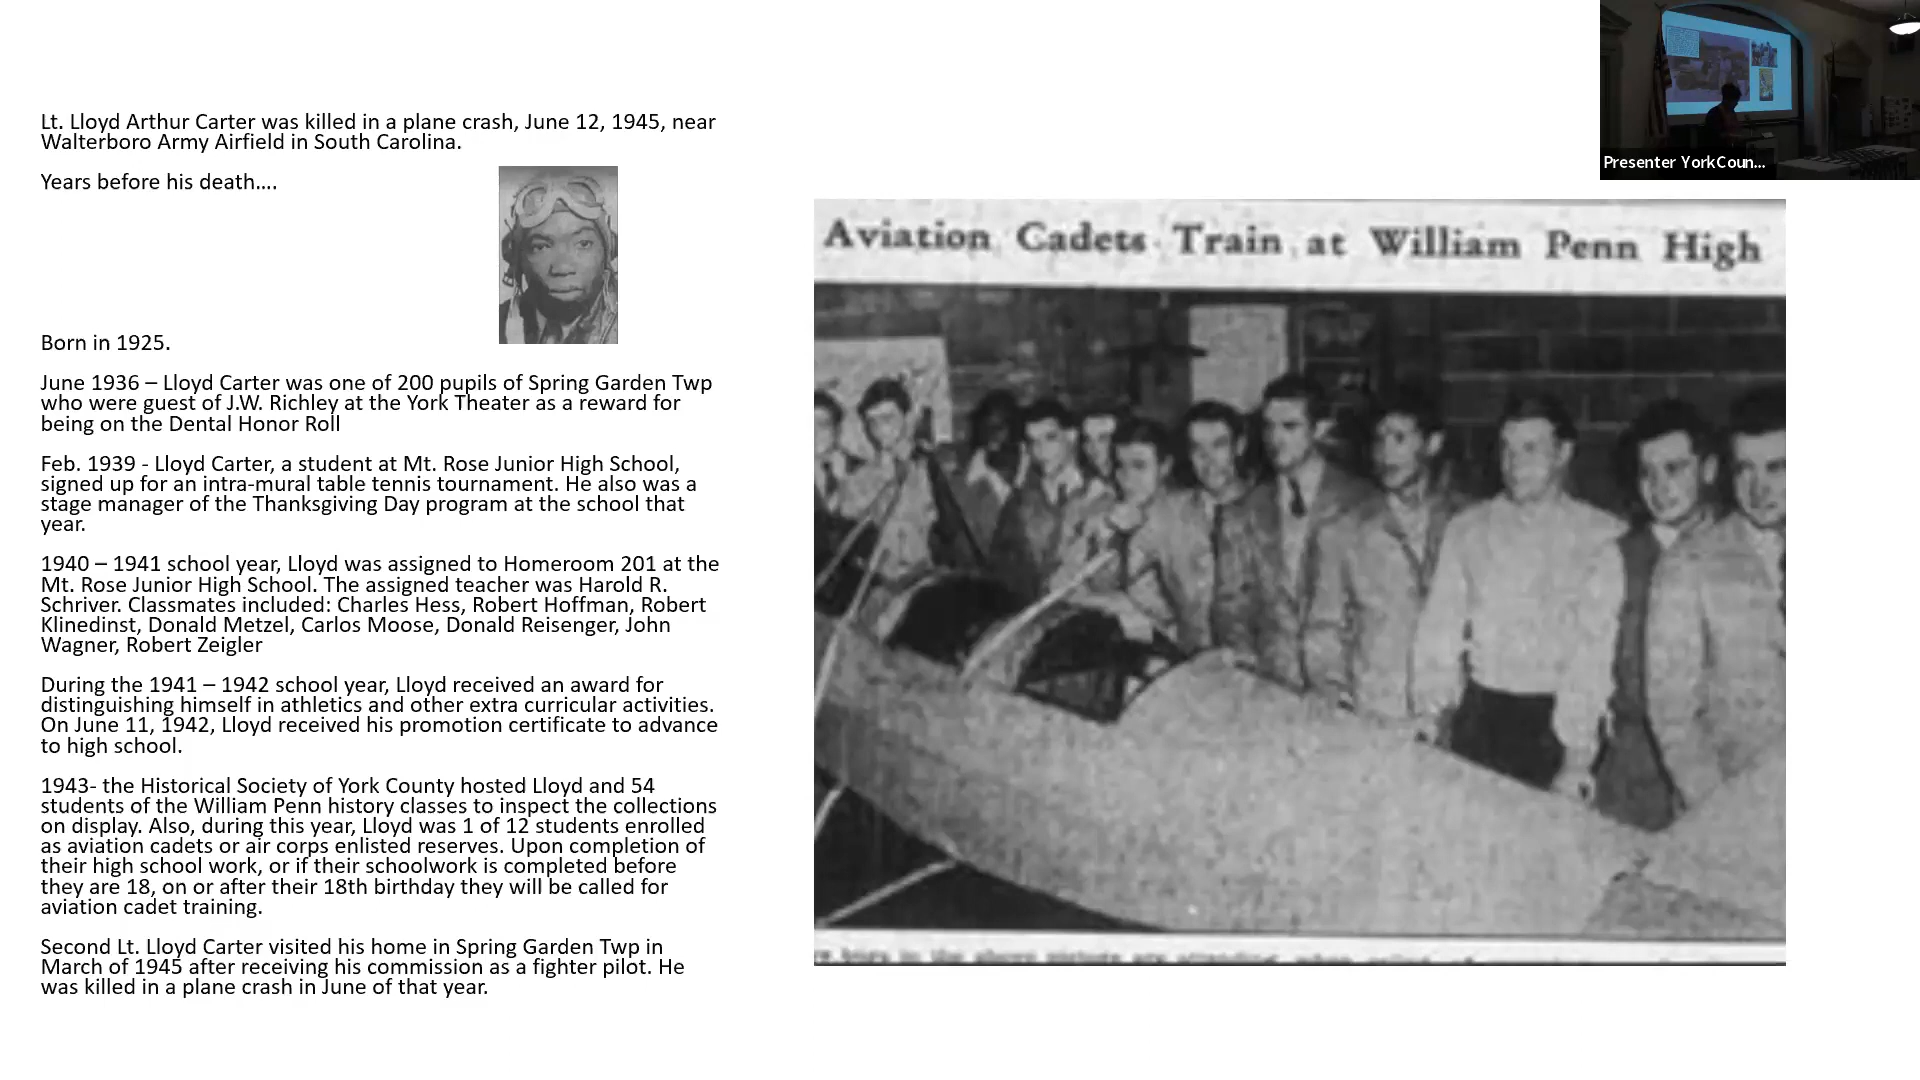 Presenter YorkCoun...
Lt. Lloyd Arthur Carter was killed in a plane crash, June 12, 1945, near
Walterboro Army Airfield in South Carolina.
Years before his death....
Born in 1925.
June 1936 – Lloyd Carter was one of 200 pupils of Spring Garden Twp
who were guest of J.W. Richley at the York Theater as a reward for
being on the Dental Honor Roll
Feb. 1939 - Lloyd Carter, a student at Mt. Rose Junior High School,
signed up for an intra-mural table tennis tournament. He also was a
stage manager of the Thanksgiving Day program at the school that
year.
1940 – 1941 school year, Lloyd was assigned to Homeroom 201 at the
Mt. Rose Junior High School. The assigned teacher was Harold R.
Schriver. Classmates included: Charles Hess, Robert Hoffman, Robert
Klinedinst, Donald Metzel, Carlos Moose, Donald Reisenger, John
Wagner, Robert Zeigler
During the 1941 – 1942 school year, Lloyd received an award for
distinguishing himself in athletics and other extra curricular activities.
On June 11, 1942, Lloyd received his promotion certificate to advance
to high school.
1943- the Historical Society of York County hosted Lloyd and 54
students of the William Penn history classes to inspect the collections
on display. Also, during this year, Lloyd was 1 of 12 students enrolled
as aviation cadets or air corps enlisted reserves. Upon completion of
their high school work, or if their schoolwork is completed before
they are 18, on or after their 18th birthday they will be called for
aviation cadet training.
Second Lt. Lloyd Carter visited his home in Spring Garden Twp in
March of 1945 after receiving his commission as a fighter pilot. He
was killed in a plane crash in June of that year.
Aviation Cadets Train at William Penn High